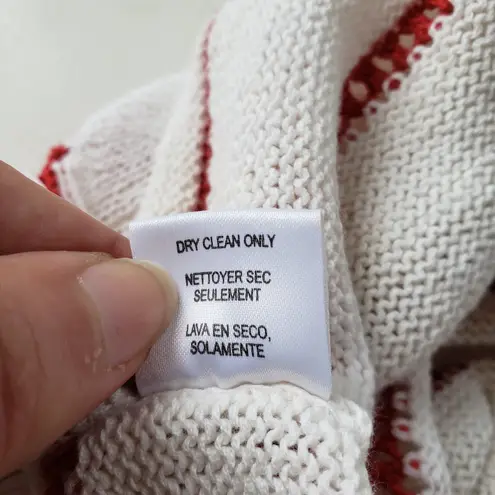 DRY CLEAN ONLY
NETTOYER SEC
SEULEMENT
LAVA EN SECO,
SOLAMENTE